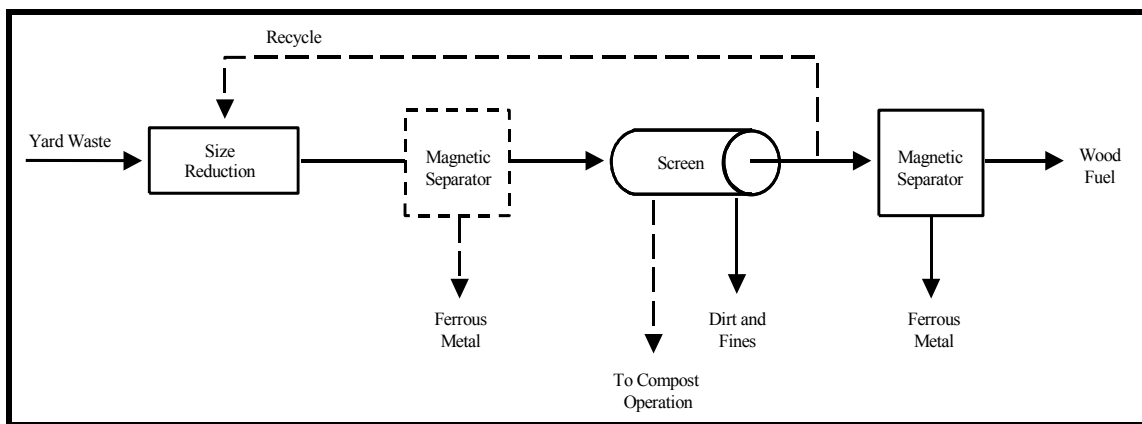 Recycle
Yard Waste
Size
Reduction
Magnetic
Separator
Screen
Magnetic
Separator
Wood
Fuel
Ferrous
Metal
Dirt and
Fines
Ferrous
Metal
To Compost
Operation